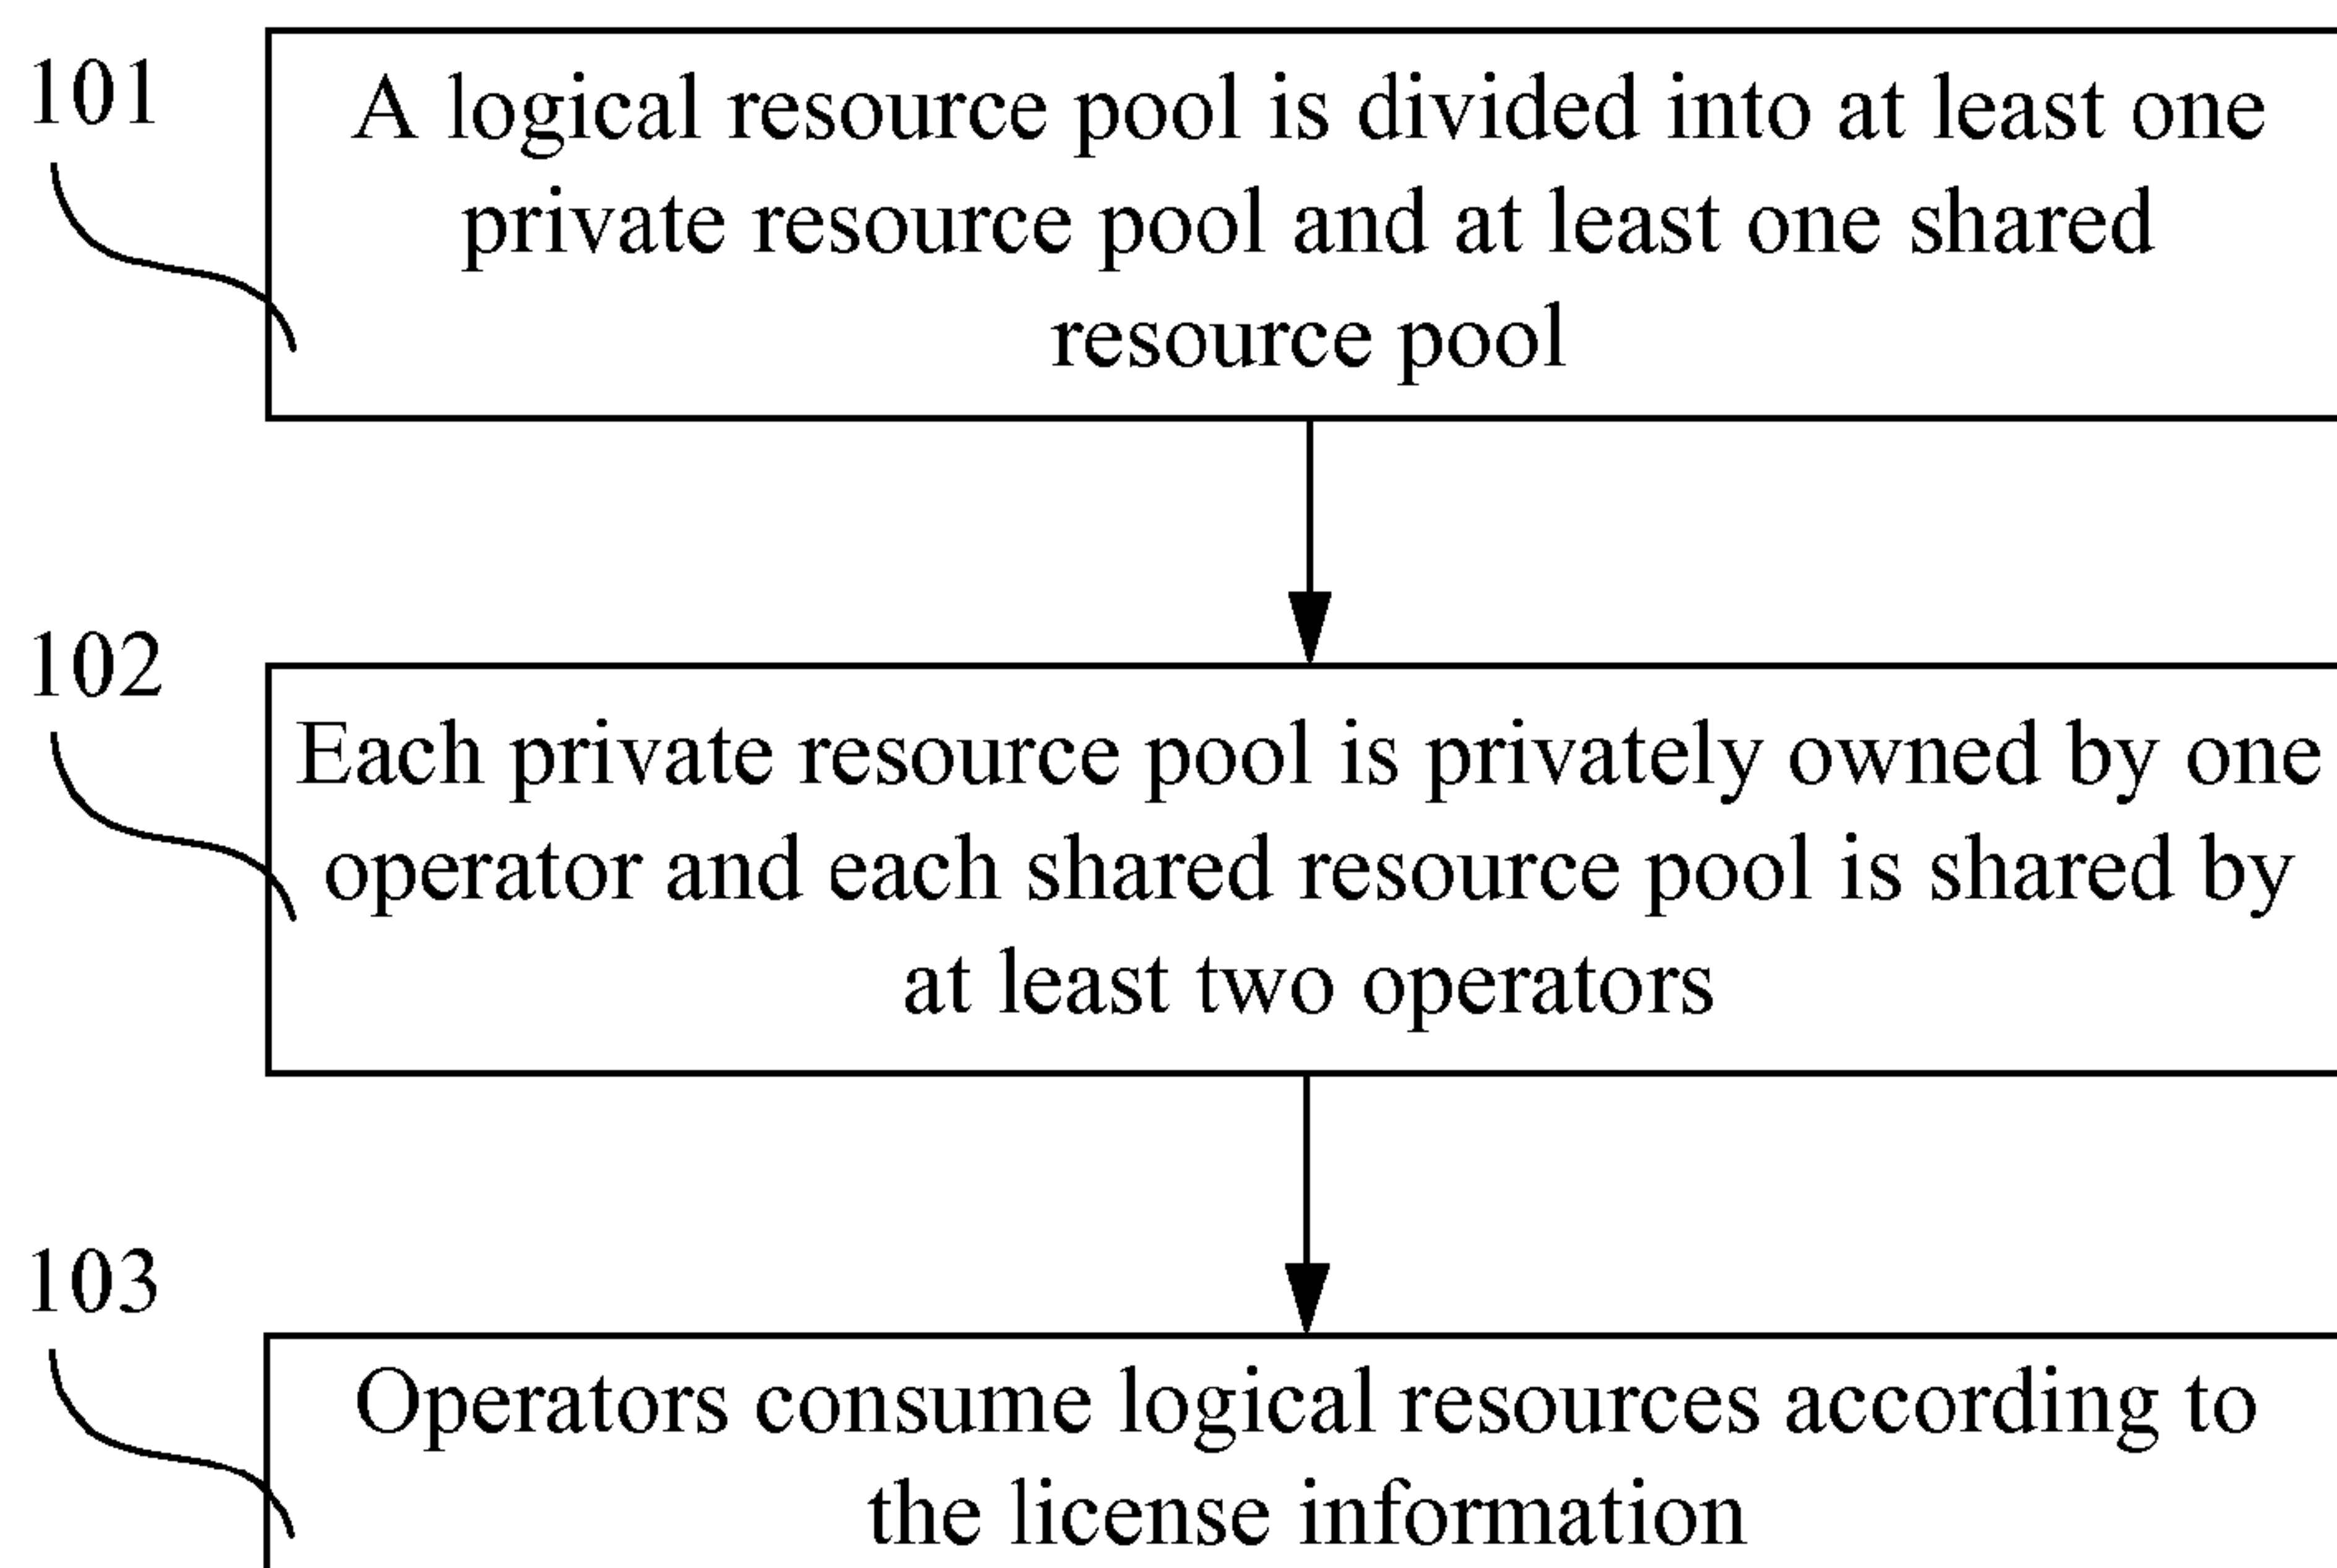 101
A logical resource pool is divided into at least one
private resource pool and at least one shared
resource pool
102
Each private resource pool is privately owned by one
operator and each shared resource pool is shared by
at least two operators
103
Operators consume logical resources according to
the license information